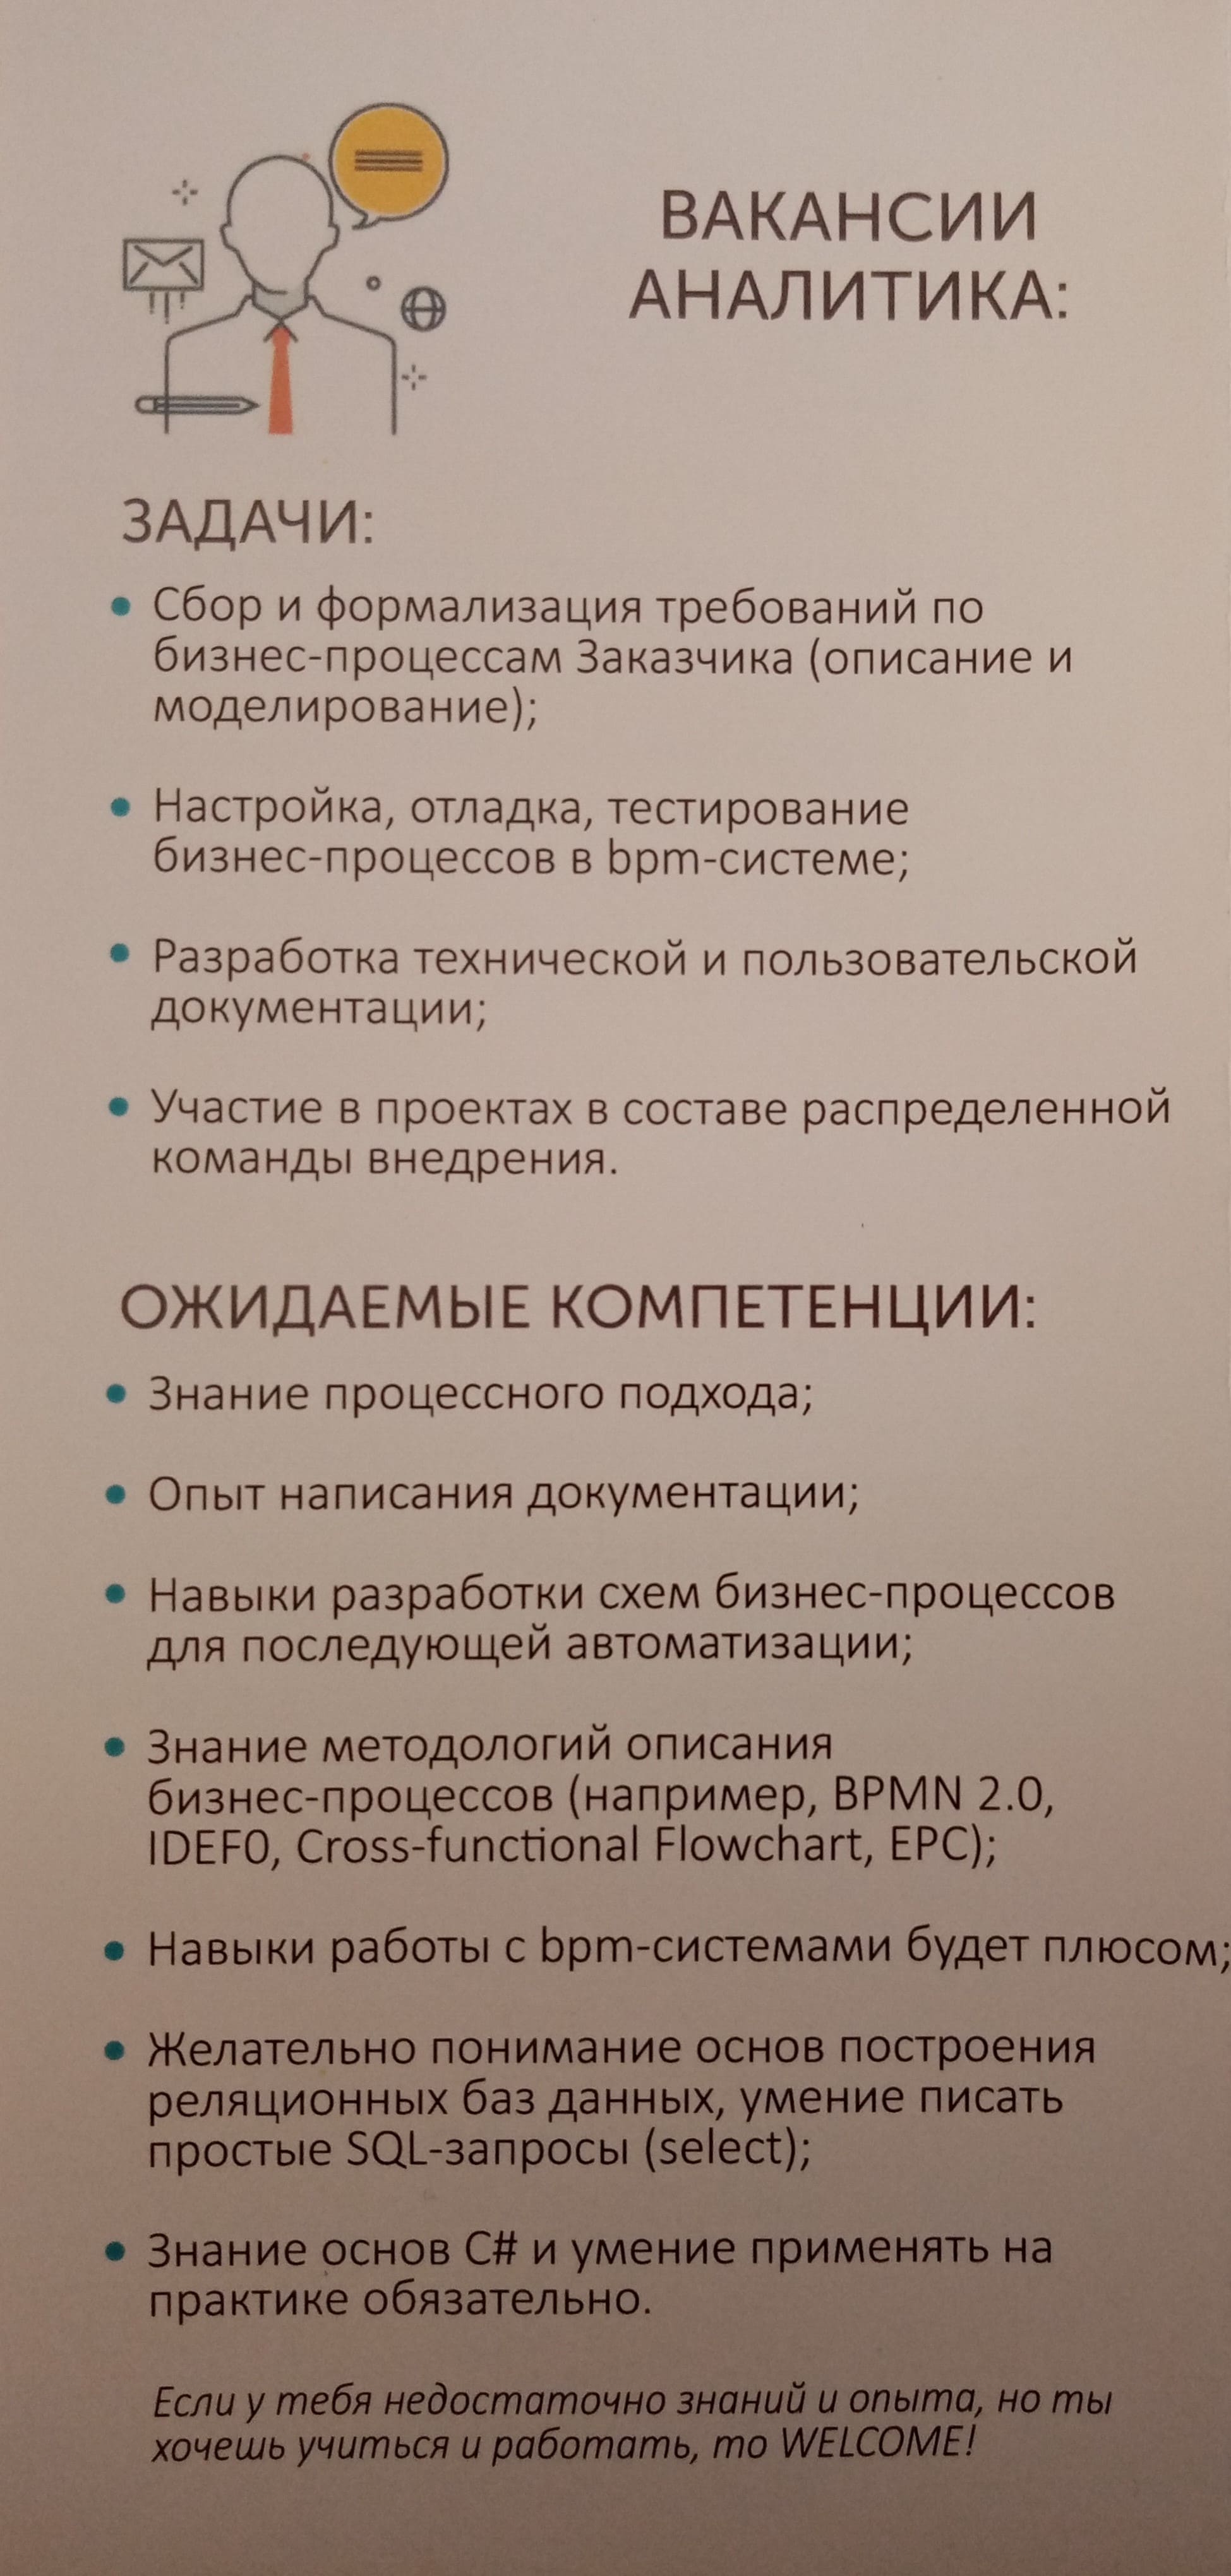 ВАКАНСИИ
АНАЛИТИКА:
ЗАДАЧИ:
• Сбор и формализация требований по
бизнес-процессам Заказчика (описание и
моделирование);
• Настройка, отладка, тестирование
бизнес-процессов в bpm-системе;
• Разработка технической и пользовательской
документации;
• Участие в проектах в составе распределенной
команды внедрения.
ОЖИДАЕМЫЕ КОМПЕТЕНЦИИ:
• Знание процессного подхода;
• Опыт написания документации;
• Навыки разработки схем бизнес-процессов
для последующей автоматизации;
• Знание методологий описания
бизнес-процессов (например, BPMN 2.0,
IDEF0, Cross-functional Flowchart, EPC);
• Навыки работы с bpm-системами будет плюсом;
• Желательно понимание основ построения
реляционных баз данных, умение писать
простые SQL-запросы (select);
• Знание основ C# и умение применять на
практике обязательно.
Если у тебя недостаточно знаний и опыта, но ты
хочешь учиться и работать, то WELCOME!